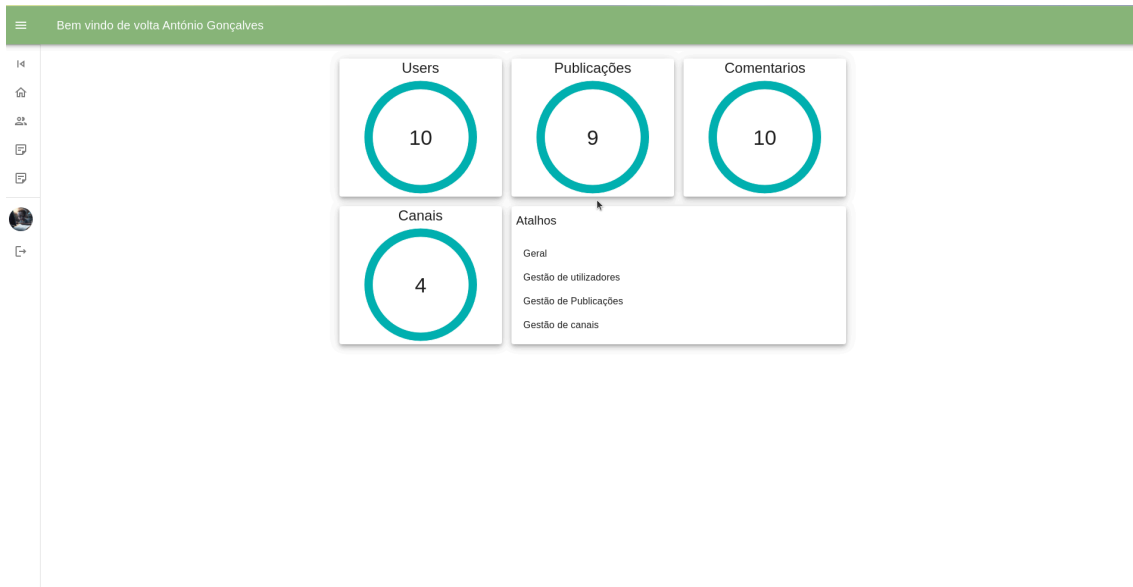 Bem vindo de volta António Gonçalves
Users
10
Publicações
9
Comentarios
10
Canais
4
Atalhos
Geral
Gestão de utilizadores
Gestão de Publicações
Gestão de canais